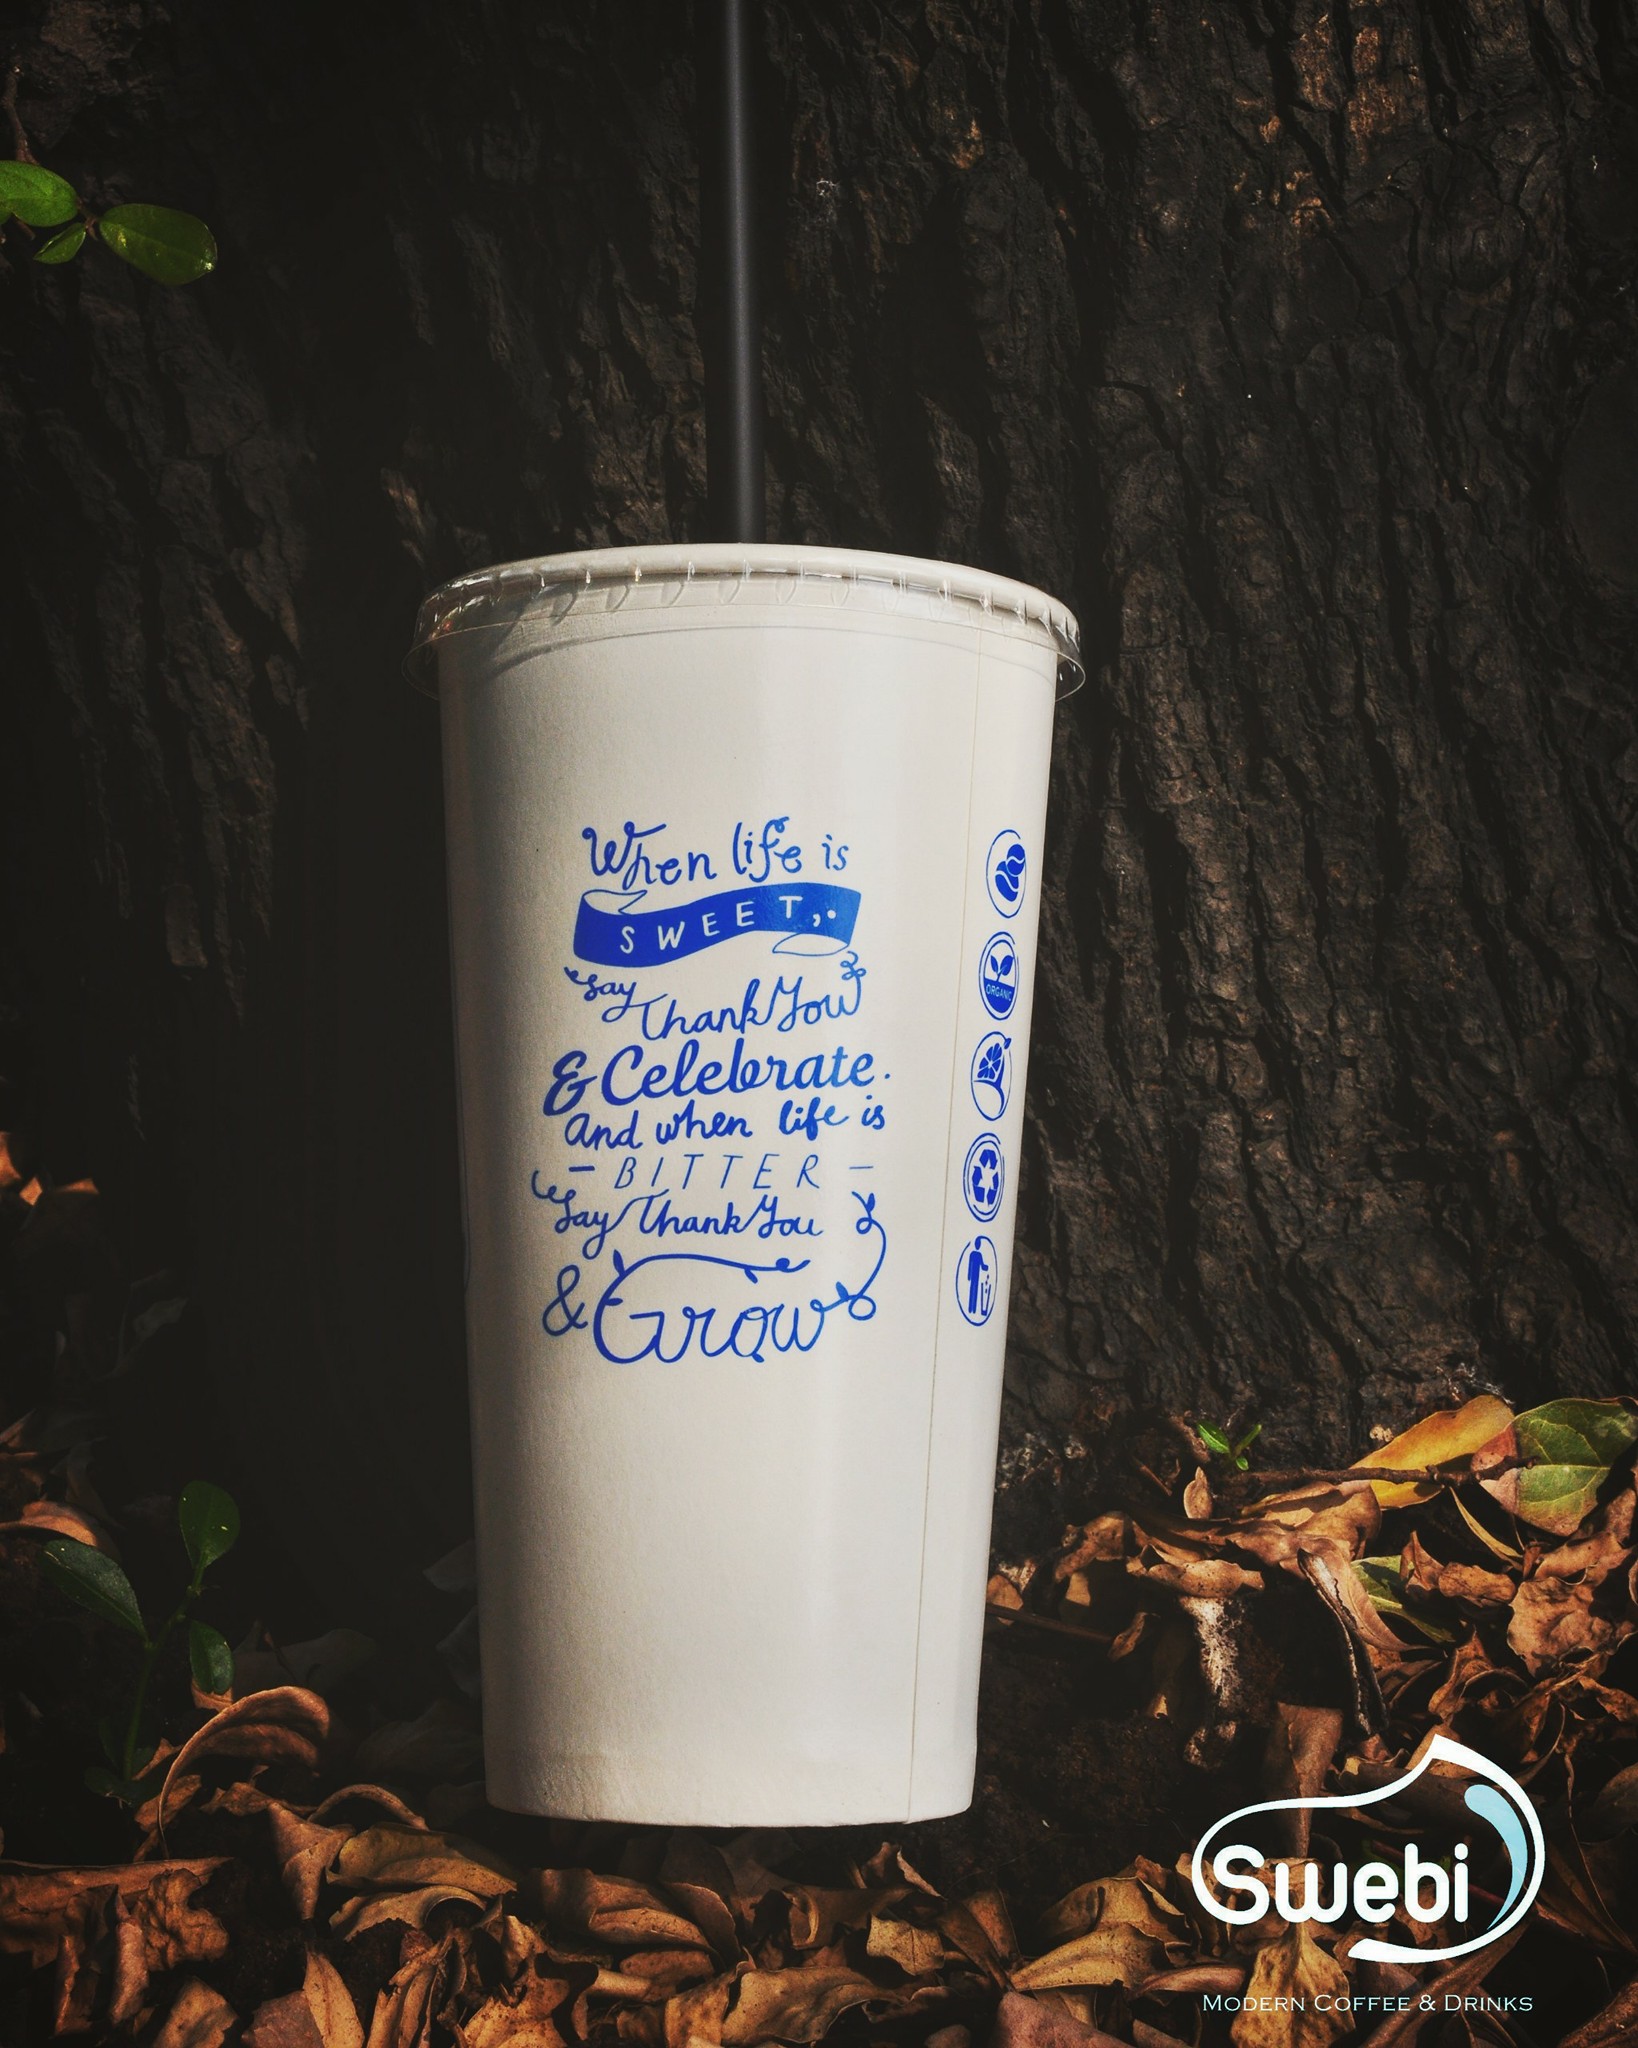 When life is
SWEET,
say
Thank You
& Celebrate.
And when life is
- BITTER -
Say Thank You
& Grow
ORGANIC
Swebi
MODERN COFFEE & DRINKS